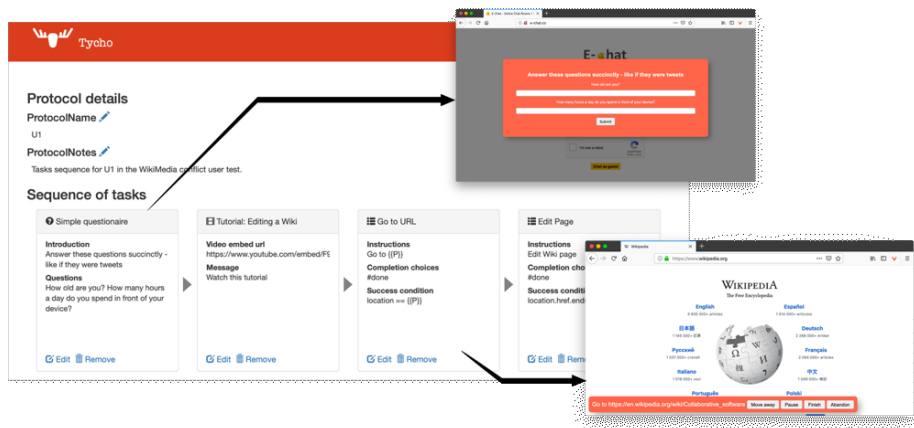 Tycho
Protocol details
ProtocolName
U1
ProtocolNotes
Tasks sequence for U1 in the WikiMedia conflict user test.
Sequence of tasks
Simple questionaire
Introduction
Answer these questions succinctly -
like if they were tweets
Questions
How old are you? How many hours
a day do you spend in front of your
device?
Edit Remove
Tutorial: Editing a Wiki
Video embed url
https://www.youtube.com/embed/F9
Message
Watch this tutorial
Edit Remove
Go to URL
Instructions
Go to {{P}}
Completion choices
#done
Success condition
location == {{P}}
Edit Remove
Edit Page
Instructions
Edit Wiki page
Completion cho
#done
Success conditi
location.href.end
Edit
E-chat
Answer these questions succinctly - like if they were tweets
How old are you?
How many hours a day do you spend in front of your device?
Submit
I'm not a robot
Wikipedia
https://www.wikipedia.org
WIKIPEDIA
The Free Encyclopedia
English
Español
日本語
Deutsch
Русский
Français
Italiano
中文
Português
Polski
Go to https://en.wikipedia.org/wiki/Collaborative_software Move away Pause Finish Abandon